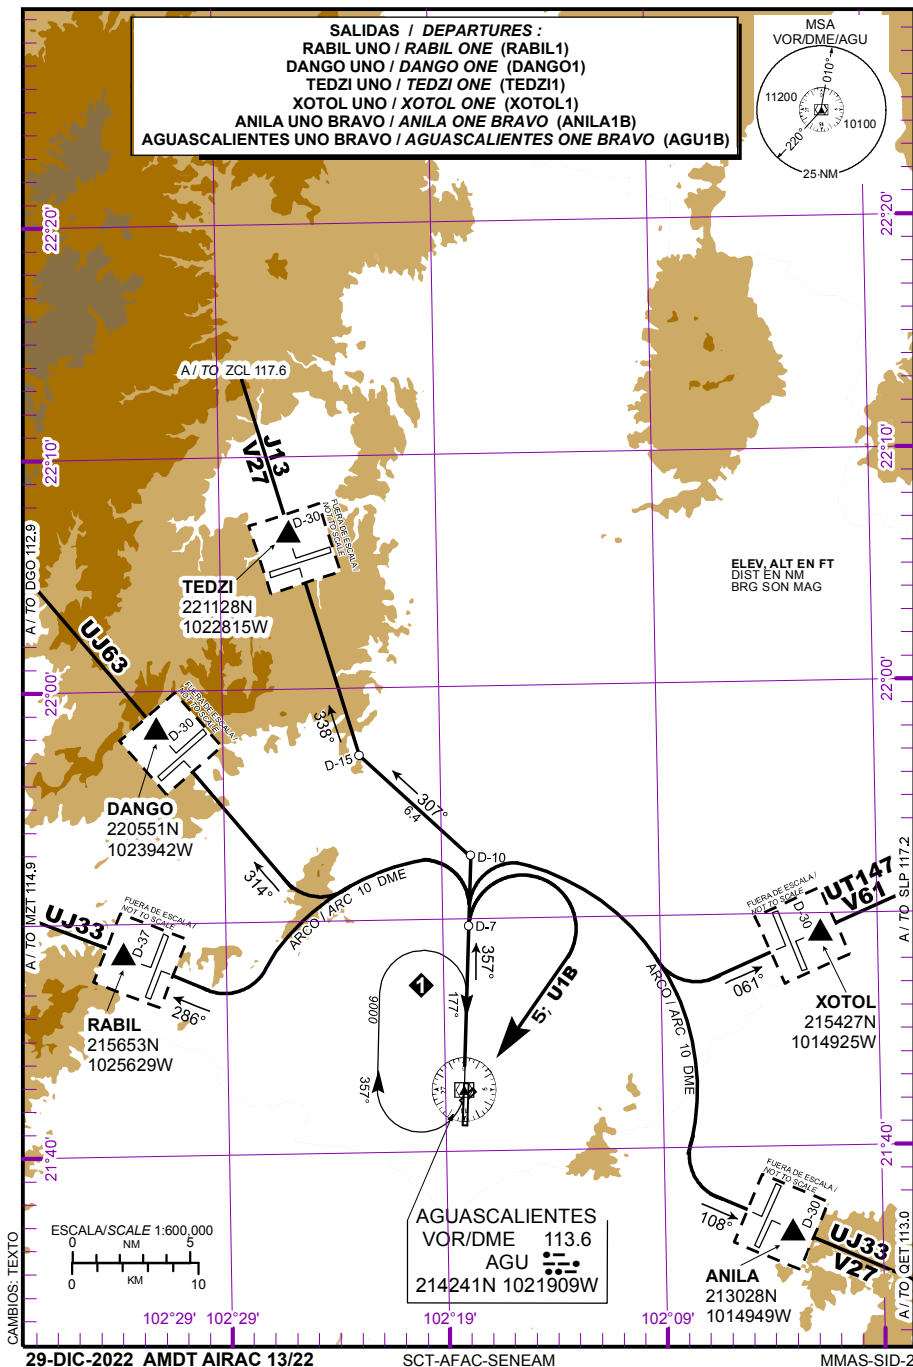 SALIDAS / DEPARTURES :
RABIL UNO / RABIL ONE (RABIL1)
DANGO UNO / DANGO ONE (DANGO1)
TEDZI UNO / TEDZI ONE (TEDZI1)
XOTOL UNO / XOTOL ONE (XOTOL1)
ANILA UNO BRAVO / ANILA ONE BRAVO (ANILA1B)
AGUASCALIENTES UNO BRAVO / AGUASCALIENTES ONE BRAVO (AGU1B)
MSA
VOR/DME/AGU
010°
11200
10100
220°
25 NM
22°20'
22°20'
A / TO ZCL 117.6
J13
V27
22°10'
22°10'
D-30
FUERA DE ESCALA /
NOT TO SCALE
TEDZI
221128N
1022815W
ELEV, ALT EN FT
DIST EN NM
BRG SON MAG
A / TO DGO 112.9
UJ63
22°00'
22°00'
FUERA DE ESCALA /
NOT TO SCALE
D-30
338°
D-15
DANGO
220551N
1023942W
307°
6.4
D-10
314°
ARCO / ARC 10 DME
A / TO MZT 114.9
UJ33
FUERA DE ESCALA /
NOT TO SCALE
D-37
286°
RABIL
215653N
1025629W
D-7
357°
177°
1
9000
357°
5; U1B
ARCO / ARC 10 DME
UT147
V61
A / TO SLP 117.2
FUERA DE ESCALA /
NOT TO SCALE
D-30
061°
XOTOL
215427N
1014925W
21°40'
21°40'
AGUASCALIENTES
VOR/DME 113.6
AGU
214241N 1021909W
FUERA DE ESCALA /
NOT TO SCALE
D-30
108°
UJ33
V27
A / TO QET 113.0
ANILA
213028N
1014949W
ESCALA/SCALE 1:600,000
NM
0 5
0 10
KM
CAMBIOS: TEXTO
102°29' 102°29'
102°19'
102°09'
29-DIC-2022 AMDT AIRAC 13/22
SCT-AFAC-SENEAM
MMAS-SID-2